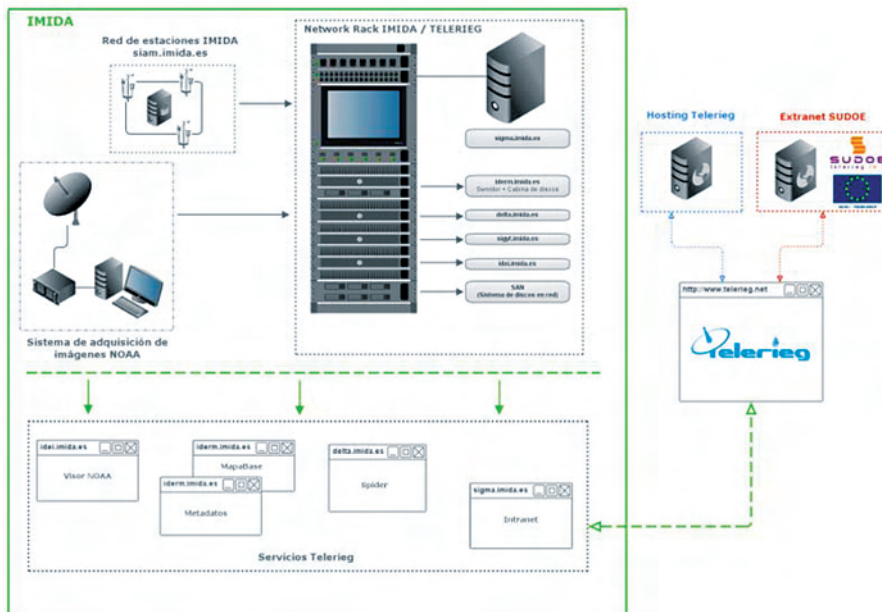 IMIDA
Red de estaciones IMIDA
siam.imida.es
Network Rack IMIDA / TELERIEG
sigma.imida.es
iderm.imida.es
Servidor + Cabina de discos
delta.imida.es
sigyt.imida.es
idei.imida.es
SAN
(Sistema de discos en red)
Sistema de adquisición de
imágenes NOAA
Hosting Telerieg
Extranet SUDOE
SUDOE
http://www.telerieg.net
Telerieg
idei.imida.es
Visor NOAA
iderm.imida.es
MapaBase
iderm.imida.es
Metadatos
delta.imida.es
Spider
sigma.imida.es
Intranet
Servicios Telerieg